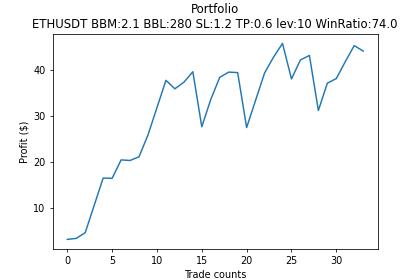 Portfolio
ETHUSDT BBM:2.1 BBL:280 SL:1.2 TP:0.6 lev:10 WinRatio:74.0
40
30
20
10
Profit ($)
0 5 10 15 20 25 30
Trade counts